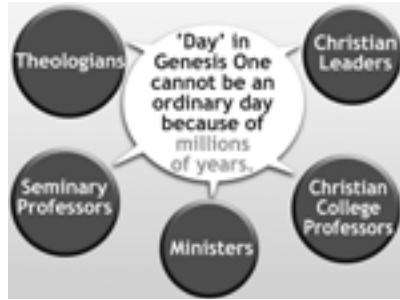 Theologians
'Day' in
Genesis One
cannot be an
ordinary day
because of
millions
of years.
Christian
Leaders
Seminary
Professors
Ministers
Christian
College
Professors